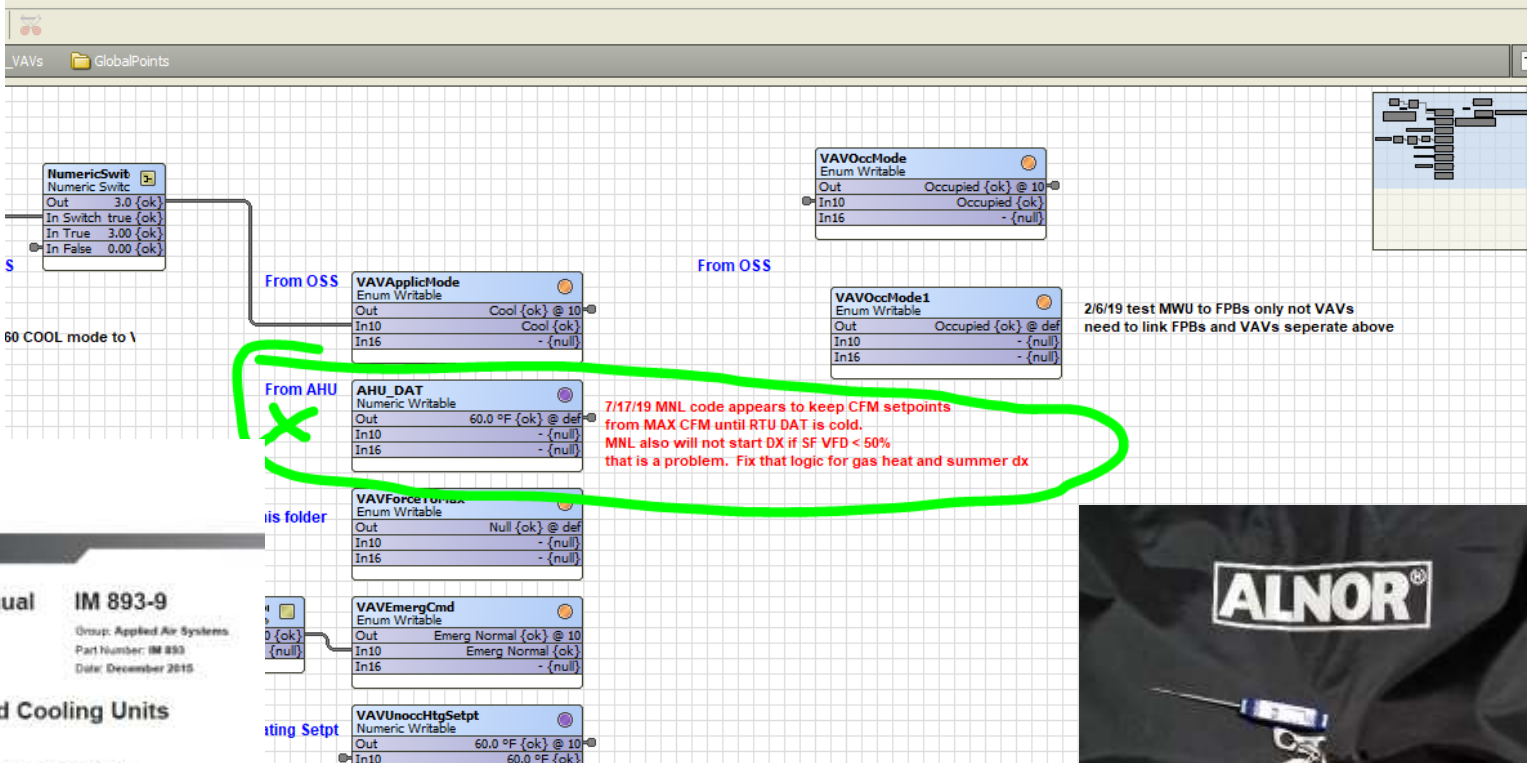 _VAVs
GlobalPoints
NumericSwit
Numeric Switc
Out 3.0 {ok}
In Switch true {ok}
In True 3.00 {ok}
In False 0.00 {ok}
S
60 COOL mode to V
From OSS
VAVApplicMode
Enum Writable
Out Cool {ok} @ 10
In10 Cool {ok}
In16 - {null}
VAVOccMode
Enum Writable
Out Occupied {ok} @ 10
In10 Occupied {ok}
In16 - {null}
From OSS
VAVOccMode1
Enum Writable
Out Occupied {ok} @ def
In10 - {null}
In16 - {null}
2/6/19 test MWU to FPBs only not VAVs
need to link FPBs and VAVs seperate above
From AHU
AHU_DAT
Numeric Writable
Out 60.0 °F {ok} @ def
In10 - {null}
In16 - {null}
7/17/19 MNL code appears to keep CFM setpoints
from MAX CFM until RTU DAT is cold.
MNL also will not start DX if SF VFD < 50%
that is a problem. Fix that logic for gas heat and summer dx
is folder
VAVForceToMax
Enum Writable
Out Null {ok} @ def
In10 - {null}
In16 - {null}
0 {ok}
{null}
VAVEmergCmd
Enum Writable
Out Emerg Normal {ok} @ 10
In10 Emerg Normal {ok}
In16 - {null}
ating Setpt
VAVUnoccHtgSetpt
Numeric Writable
Out 60.0 °F {ok} @ 10
In10 60.0 °F {ok}
ual IM 893-9
Group: Applied Air Systems
Part Number: IM 893
Date: December 2015
d Cooling Units
ALNOR®